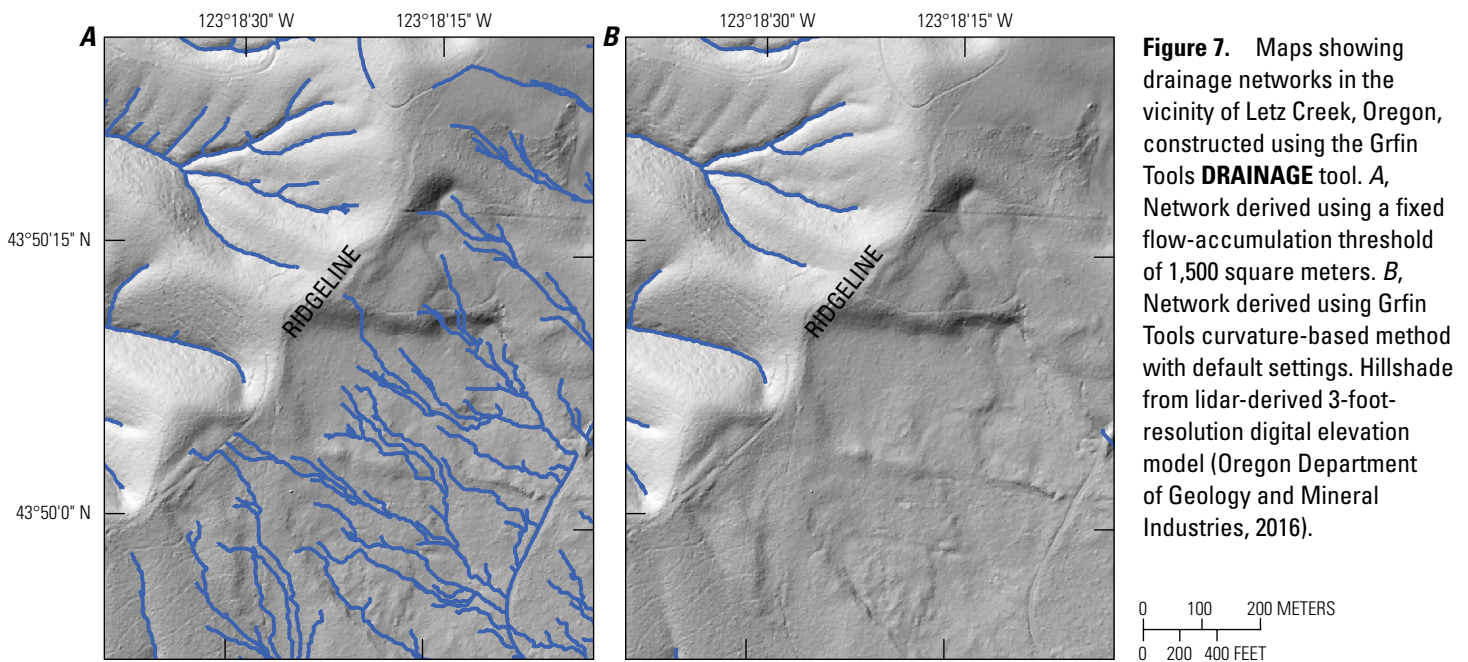 123°18'30" W 123°18'15" W
A
43°50'15" N
43°50'0" N
RIDGELINE
123°18'30" W 123°18'15" W
B
RIDGELINE
Figure 7. Maps showing
drainage networks in the
vicinity of Letz Creek, Oregon,
constructed using the Grfin
Tools DRAINAGE tool. A,
Network derived using a fixed
flow-accumulation threshold
of 1,500 square meters. B,
Network derived using Grfin
Tools curvature-based method
with default settings. Hillshade
from lidar-derived 3-foot-
resolution digital elevation
model (Oregon Department
of Geology and Mineral
Industries, 2016).
0 100 200 METERS
0 200 400 FEET